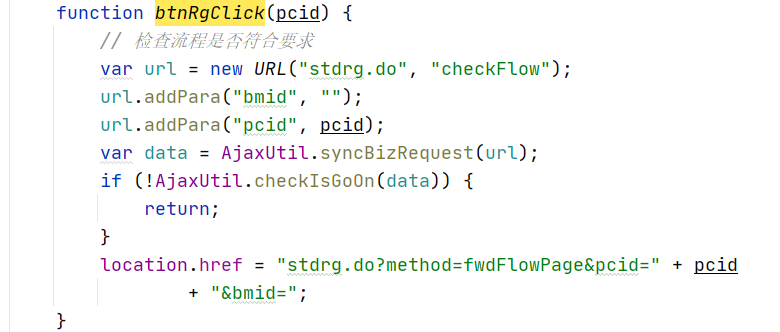 function btnRgClick(pcid) {
// 检查流程是否符合要求
var url = new URL("stdrg.do", "checkFlow");
url.addPara("bmid", "");
url.addPara("pcid", pcid);
var data = AjaxUtil.syncBizRequest(url);
if (!AjaxUtil.checkIsGoOn(data)) {
return;
}
location.href = "stdrg.do?method=fwdFlowPage&pcid=" + pcid
+ "&bmid=";
}